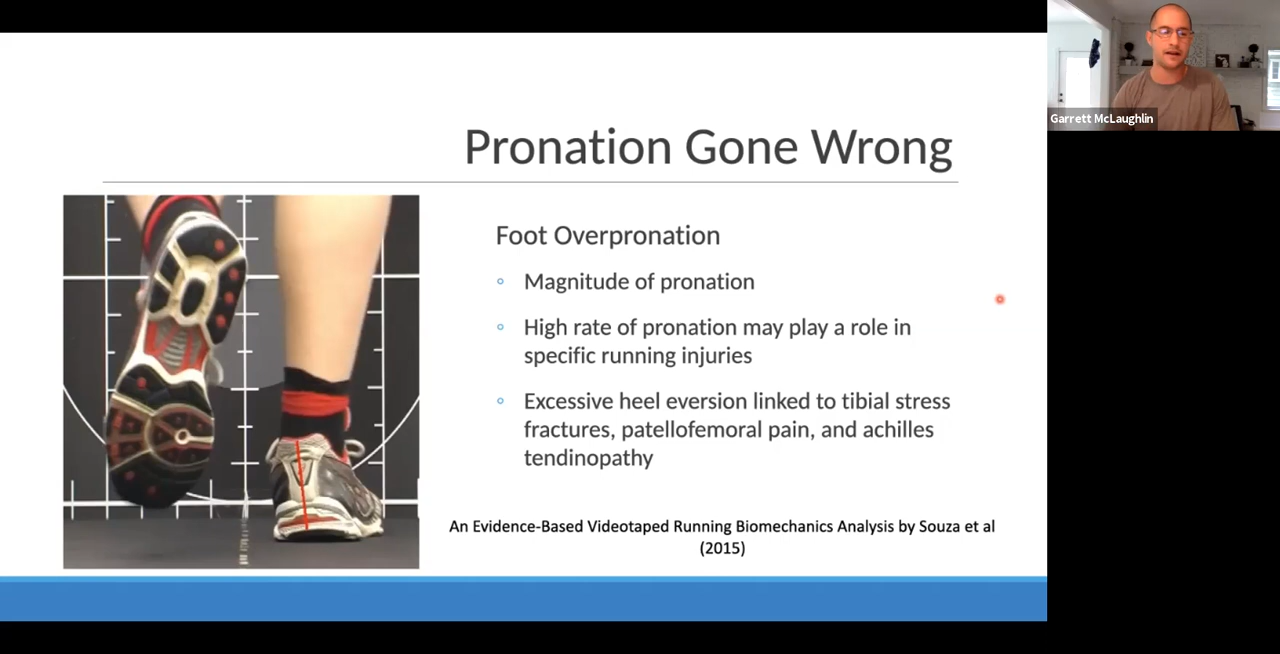 Pronation Gone Wrong
Foot Overpronation
Magnitude of pronation
High rate of pronation may play a role in
specific running injuries
Excessive heel eversion linked to tibial stress
fractures, patellofemoral pain, and achilles
tendinopathy
An Evidence-Based Videotaped Running Biomechanics Analysis by Souza et al
(2015)
Garrett McLaughlin